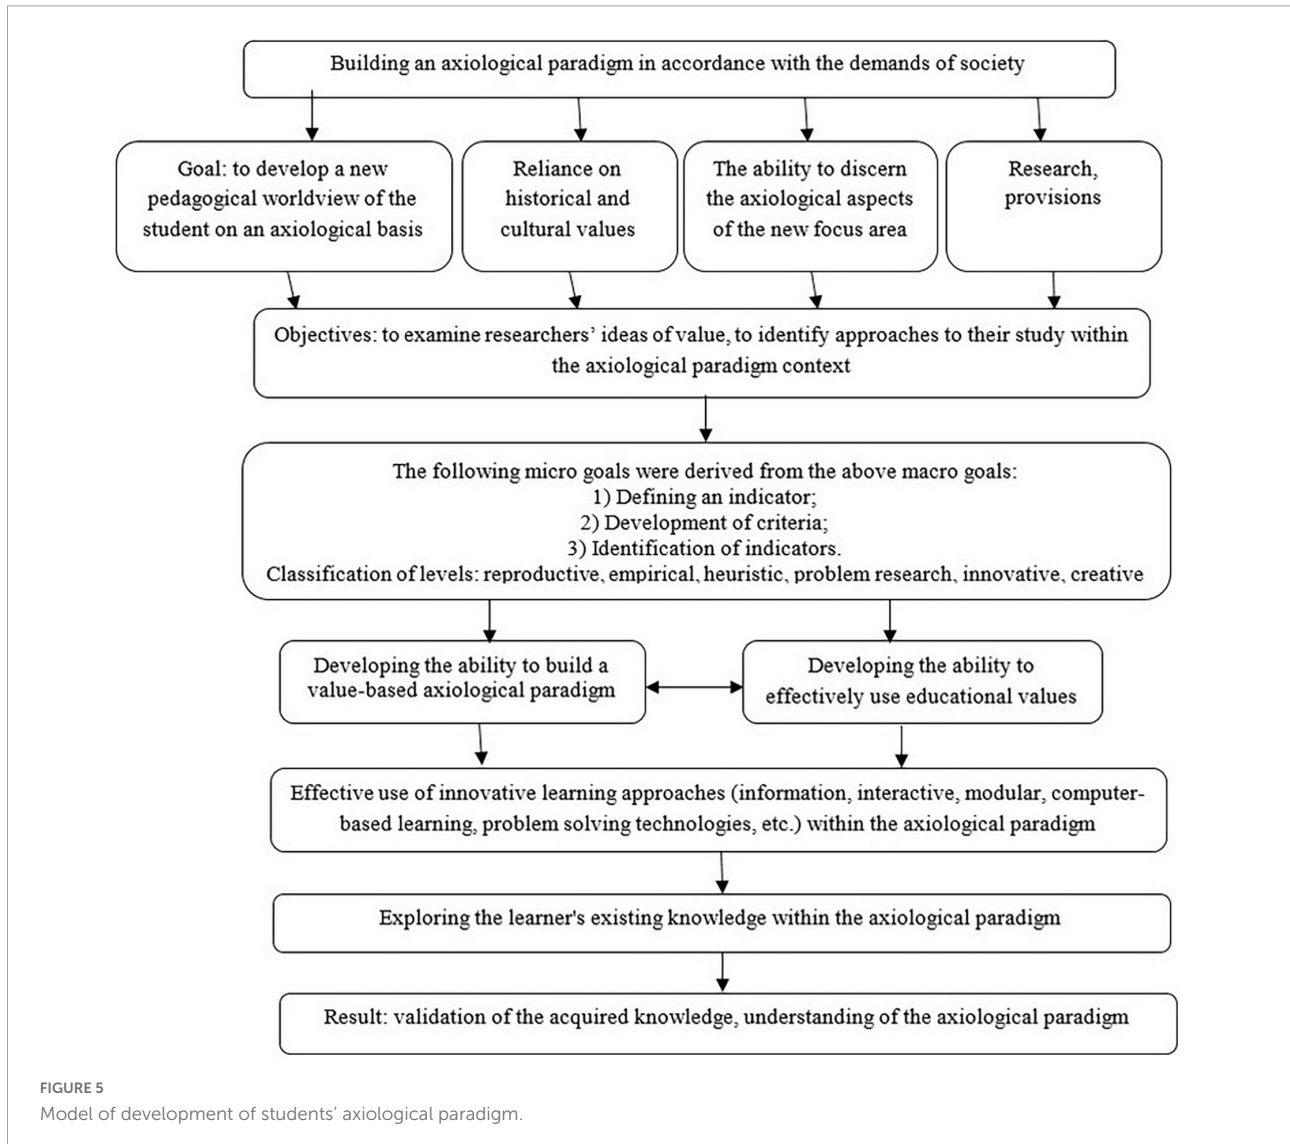 Building an axiological paradigm in accordance with the demands of society
Goal: to develop a new
pedagogical worldview of the
student on an axiological basis
Reliance on
historical and
cultural values
The ability to discern
the axiological aspects
of the new focus area
Research,
provisions
Objectives: to examine researchers’ ideas of value, to identify approaches to their study within
the axiological paradigm context
The following micro goals were derived from the above macro goals:
1) Defining an indicator;
2) Development of criteria;
3) Identification of indicators.
Classification of levels: reproductive, empirical, heuristic, problem research, innovative, creative
Developing the ability to build a
value-based axiological paradigm
Developing the ability to
effectively use educational values
Effective use of innovative learning approaches (information, interactive, modular, computer-
based learning, problem solving technologies, etc.) within the axiological paradigm
Exploring the learner's existing knowledge within the axiological paradigm
Result: validation of the acquired knowledge, understanding of the axiological paradigm
FIGURE 5
Model of development of students’ axiological paradigm.